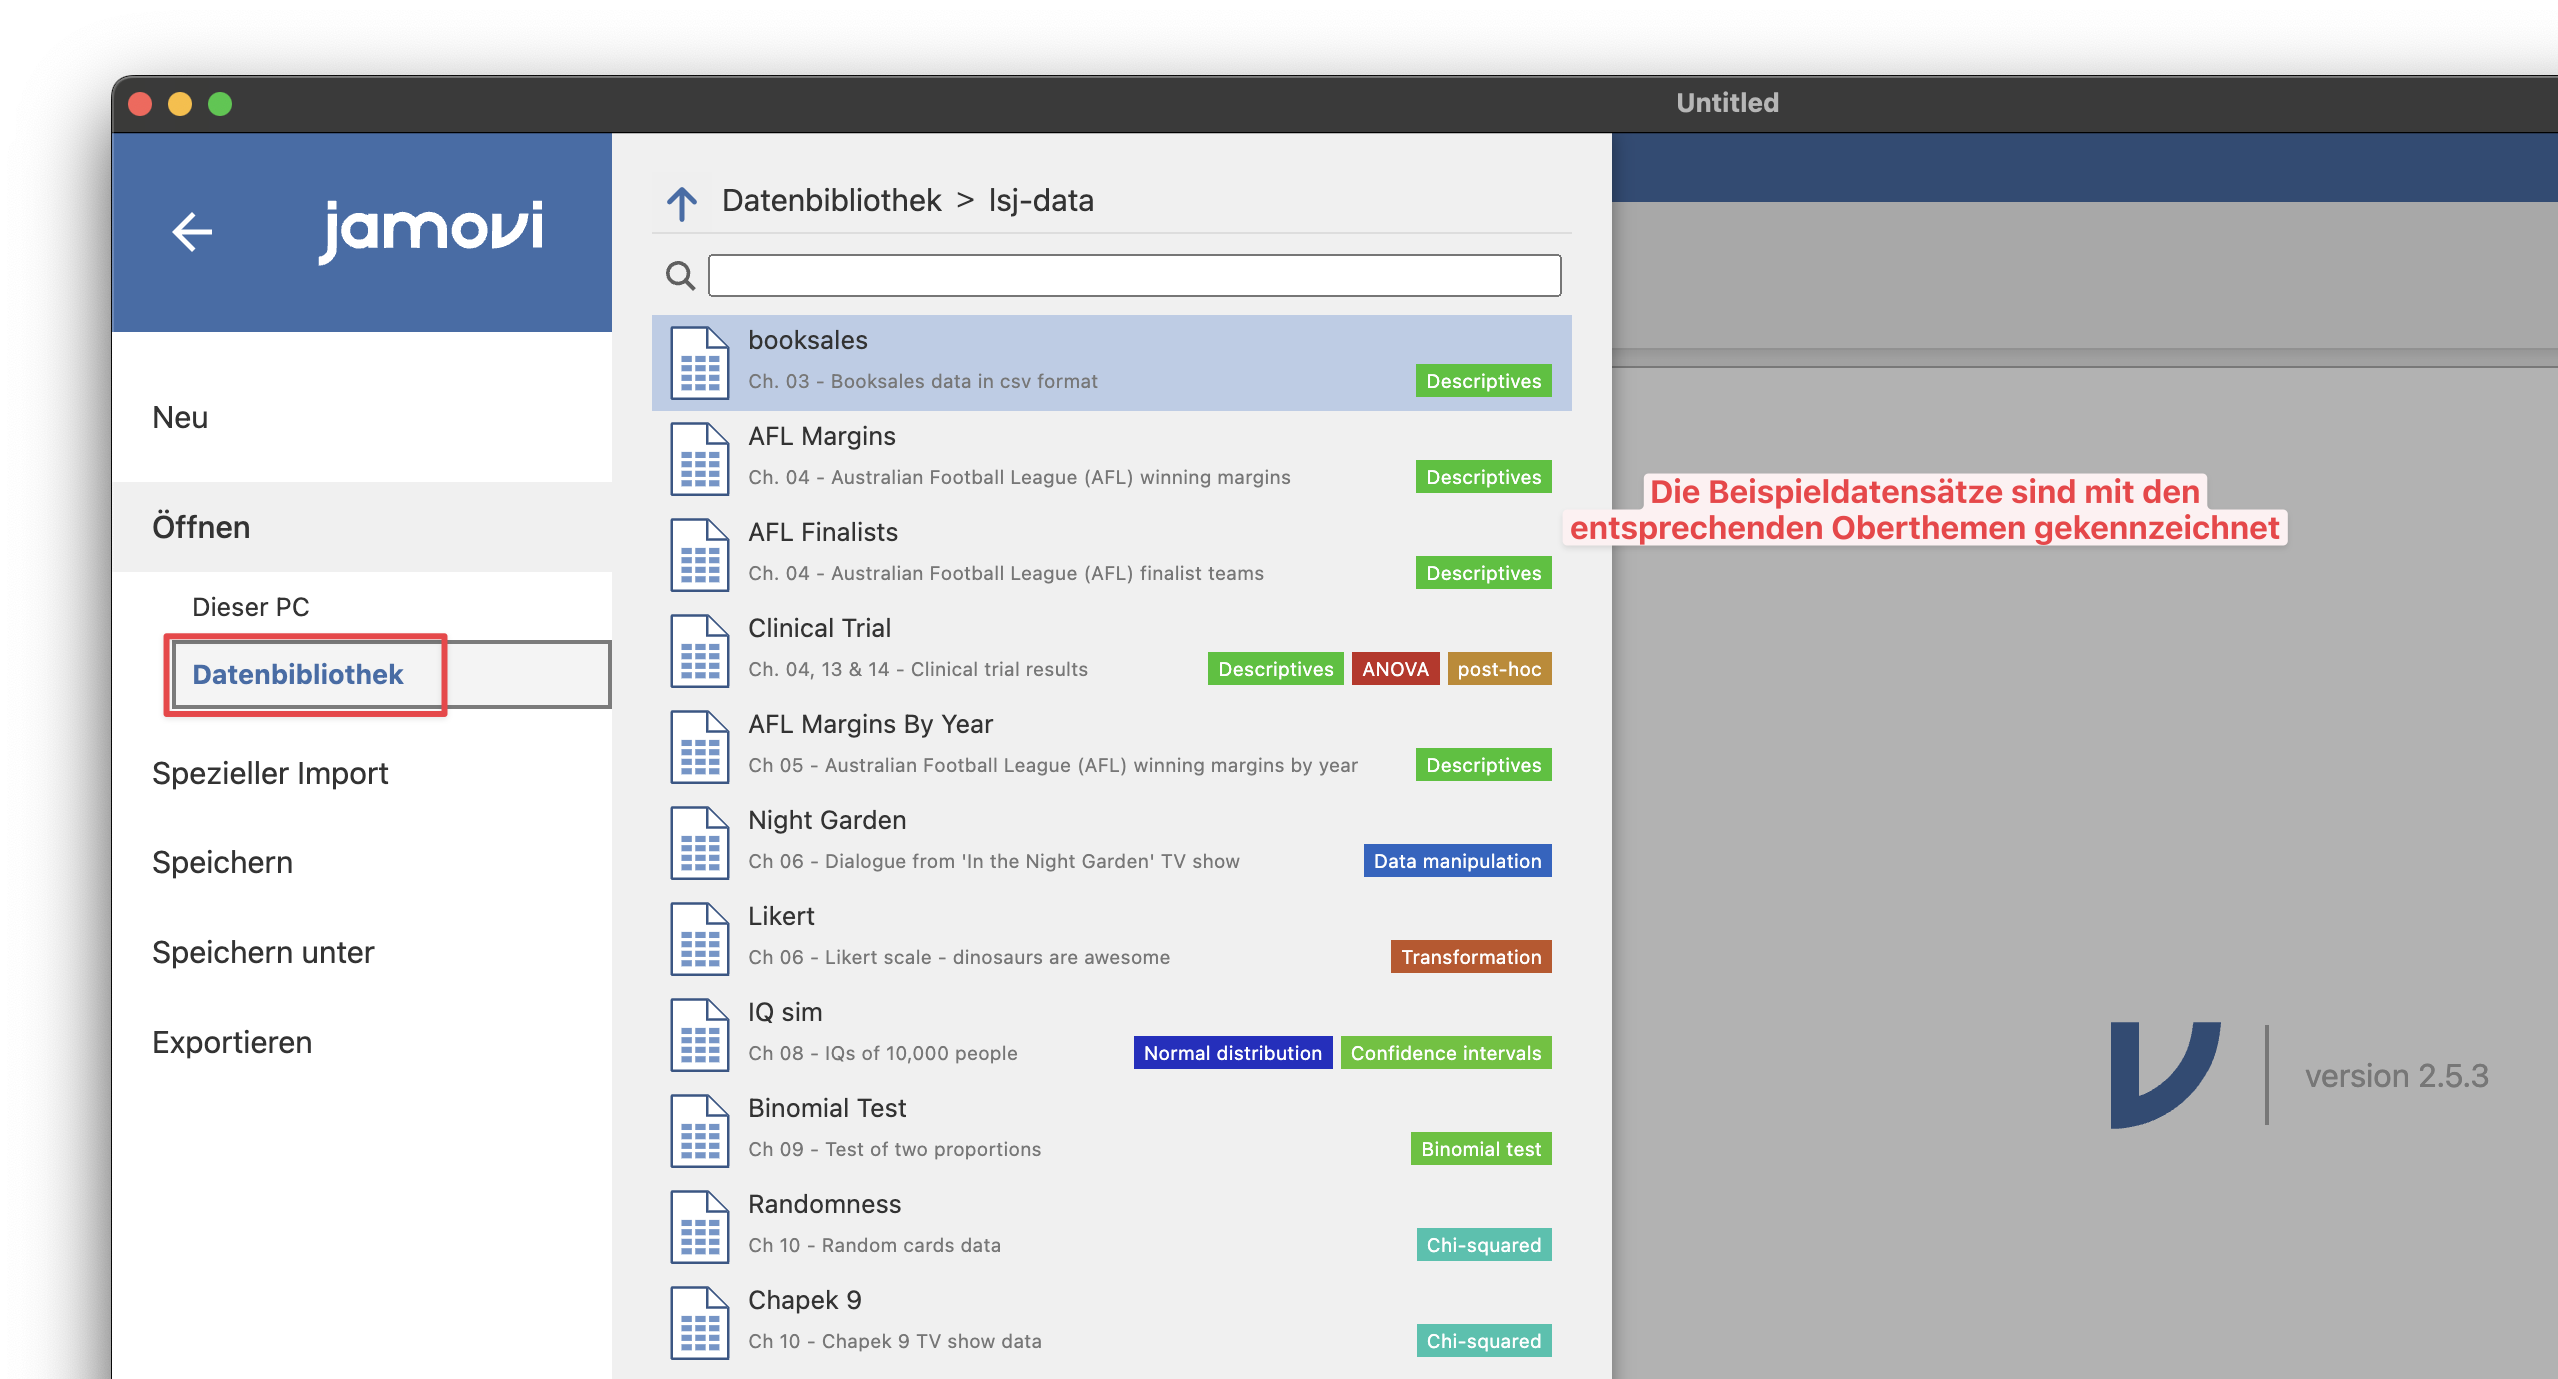 Untitled
jamovi
Neu
Öffnen
Dieser PC
Datenbibliothek
Spezieller Import
Speichern
Speichern unter
Exportieren
Datenbibliothek > lsj-data
booksales
Ch. 03 - Booksales data in csv format Descriptives
AFL Margins
Ch. 04 - Australian Football League (AFL) winning margins Descriptives
AFL Finalists
Ch. 04 - Australian Football League (AFL) finalist teams Descriptives
Clinical Trial
Ch. 04, 13 & 14 - Clinical trial results Descriptives ANOVA post-hoc
AFL Margins By Year
Ch 05 - Australian Football League (AFL) winning margins by year Descriptives
Night Garden
Ch 06 - Dialogue from 'In the Night Garden' TV show Data manipulation
Likert
Ch 06 - Likert scale - dinosaurs are awesome Transformation
IQ sim
Ch 08 - IQs of 10,000 people Normal distribution Confidence intervals
Binomial Test
Ch 09 - Test of two proportions Binomial test
Randomness
Ch 10 - Random cards data Chi-squared
Chapek 9
Ch 10 - Chapek 9 TV show data Chi-squared
Die Beispieldatensätze sind mit den
entsprechenden Oberthemen gekennzeichnet
version 2.5.3